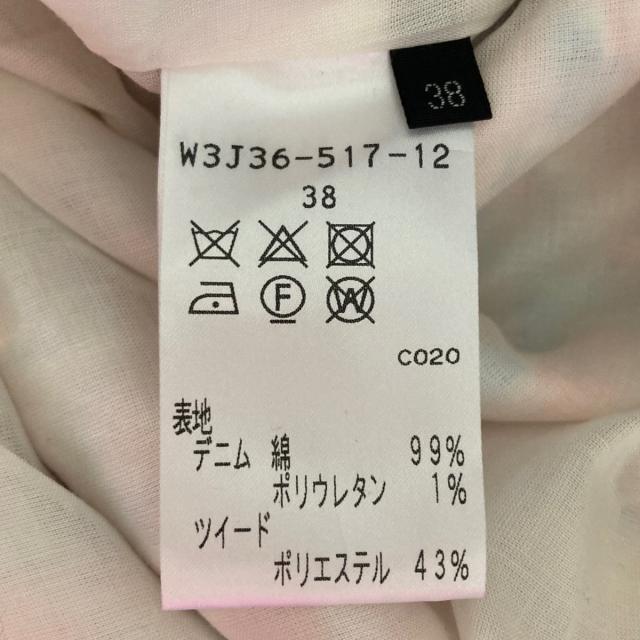 38
W3J36-517-12
38
F
W
C020
表地
デニム 綿 99%
ポリウレタン 1%
ツイード
ポリエステル 43%